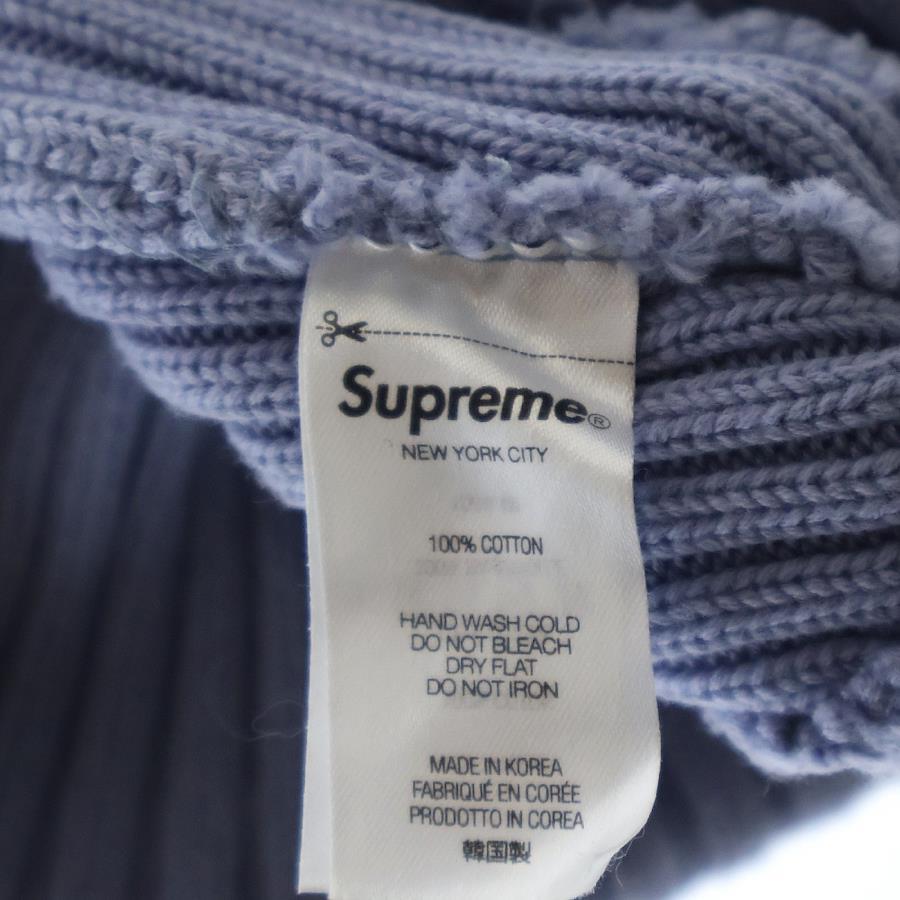 Supreme®
NEW YORK CITY
100% COTTON
HAND WASH COLD
DO NOT BLEACH
DRY FLAT
DO NOT IRON
MADE IN KOREA
FABRIQUÉ EN CORÉE
PRODOTTO IN COREA
韓国製